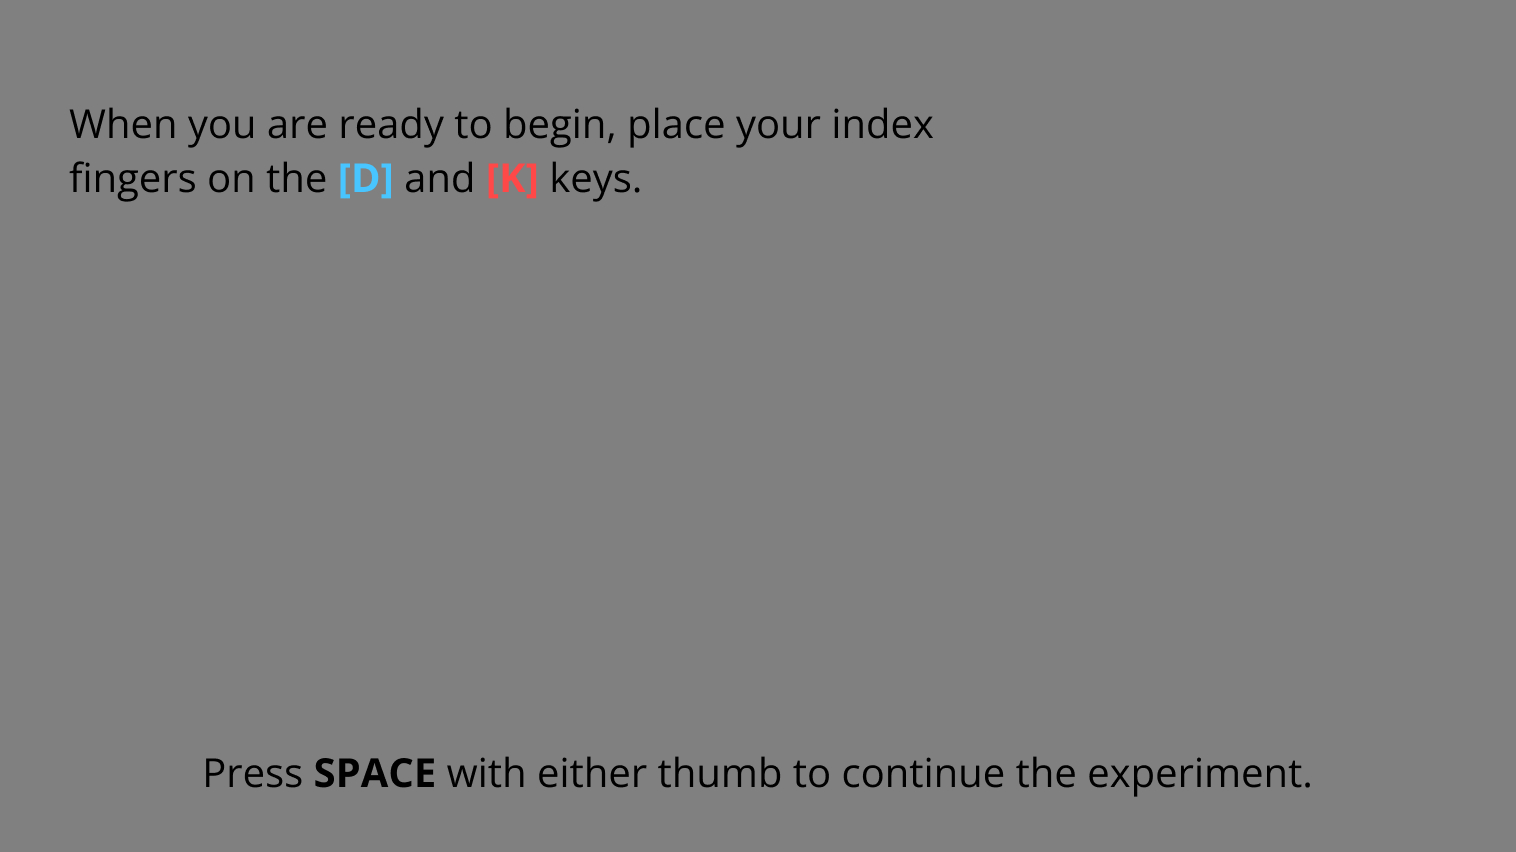 When you are ready to begin, place your index
fingers on the [D] and [K] keys.
Press SPACE with either thumb to continue the experiment.